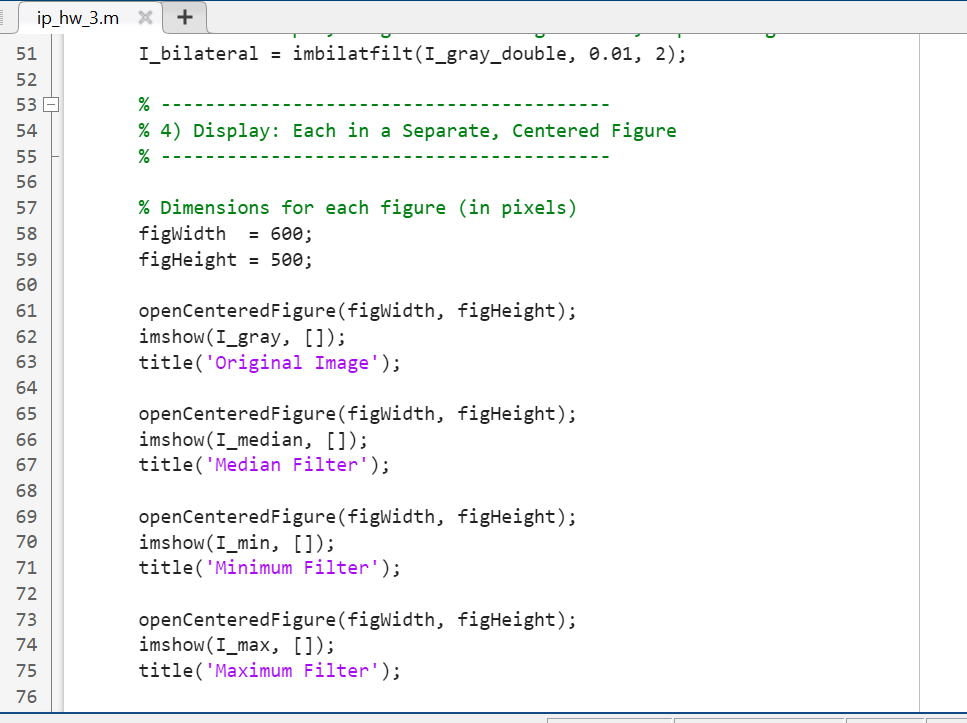 ip_hw_3.m
51 I_bilateral = imbilatfilt(I_gray_double, 0.01, 2);
52
53 % -----------------------------------------
54 % 4) Display: Each in a Separate, Centered Figure
55 % -----------------------------------------
56
57 % Dimensions for each figure (in pixels)
58 figWidth  = 600;
59 figHeight = 500;
60
61 openCenteredFigure(figWidth, figHeight);
62 imshow(I_gray, []);
63 title('Original Image');
64
65 openCenteredFigure(figWidth, figHeight);
66 imshow(I_median, []);
67 title('Median Filter');
68
69 openCenteredFigure(figWidth, figHeight);
70 imshow(I_min, []);
71 title('Minimum Filter');
72
73 openCenteredFigure(figWidth, figHeight);
74 imshow(I_max, []);
75 title('Maximum Filter');
76